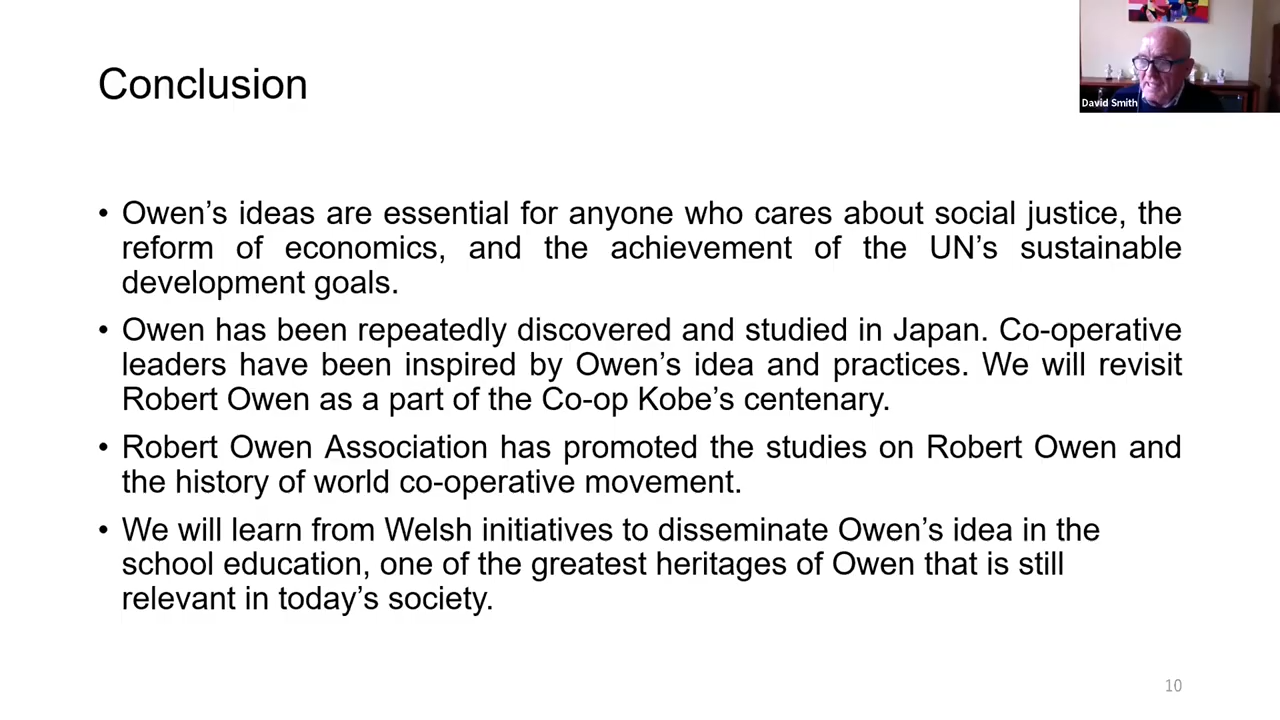 Conclusion
David Smith
• Owen’s ideas are essential for anyone who cares about social justice, the
reform of economics, and the achievement of the UN’s sustainable
development goals.
• Owen has been repeatedly discovered and studied in Japan. Co-operative
leaders have been inspired by Owen’s idea and practices. We will revisit
Robert Owen as a part of the Co-op Kobe’s centenary.
• Robert Owen Association has promoted the studies on Robert Owen and
the history of world co-operative movement.
• We will learn from Welsh initiatives to disseminate Owen’s idea in the
school education, one of the greatest heritages of Owen that is still
relevant in today’s society.
10